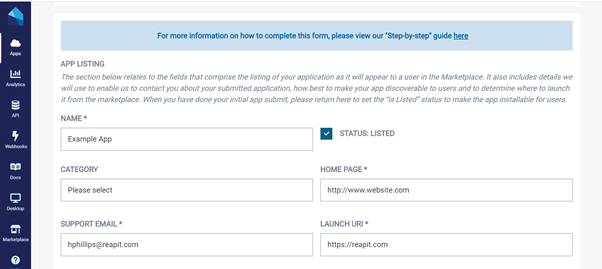 For more information on how to complete this form, please view our "Step-by-step" guide here
Apps
APP LISTING
The section below relates to the fields that comprise the listing of your application as it will appear to a user in the Marketplace. It also includes details we
will use to enable us to contact you about your submitted application, how best to make your app discoverable to users and to determine where to launch
it from the marketplace. When you have done your initial app submit, please return here to set the "is Listed" status to make the app installable for users.
Analytics
API
NAME *
Example App
STATUS: LISTED
Webhooks
CATEGORY
HOME PAGE *
Docs
Please select
http://www.website.com
Desktop
SUPPORT EMAIL *
LAUNCH URI *
Marketplace
hphillips@reapit.com
https://reapit.com